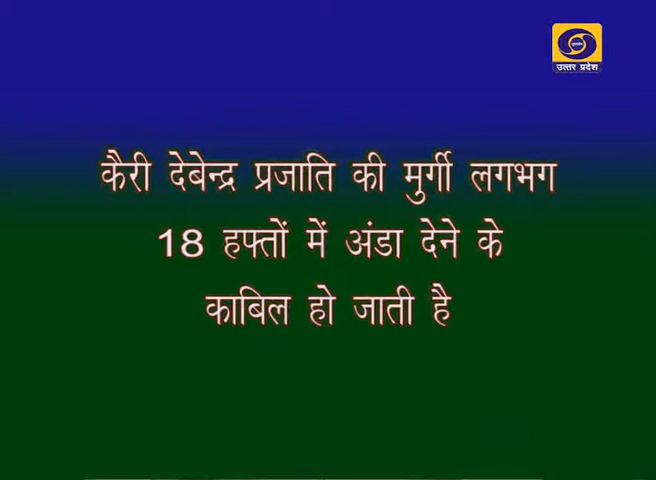 उत्तर प्रदेश
कैरी देबेन्द्र प्रजाति की मुर्गी लगभग
18 हफ्तों में अंडा देने के
काबिल हो जाती है